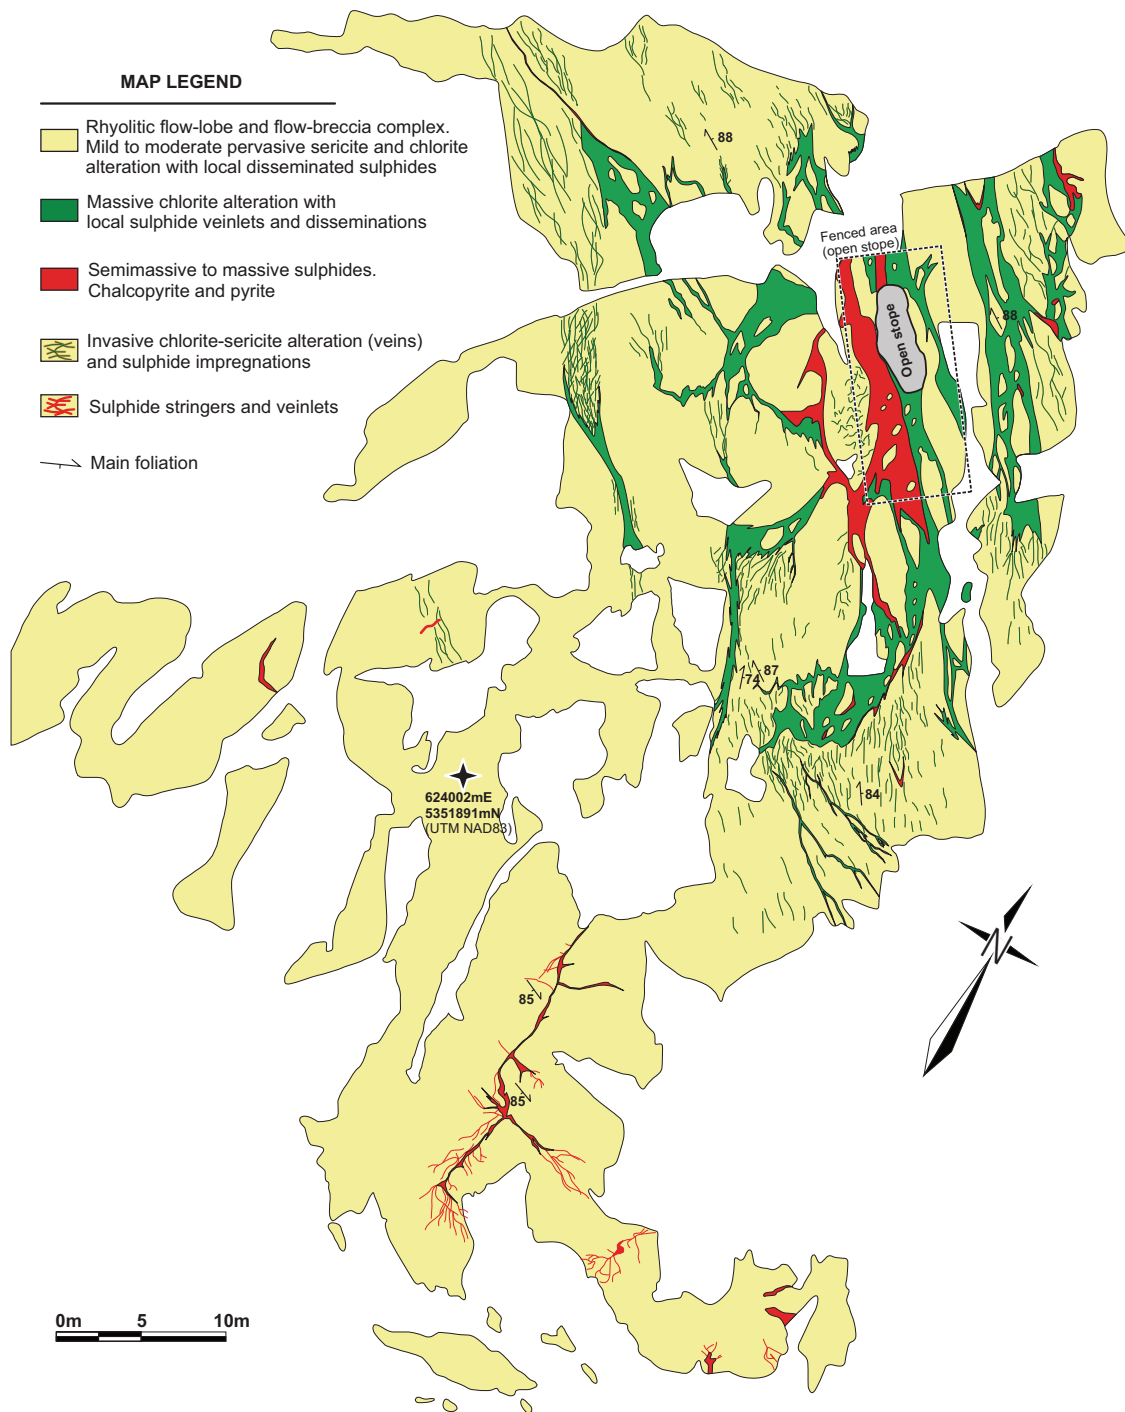 MAP LEGEND
Rhyolitic flow-lobe and flow-breccia complex.
Mild to moderate pervasive sericite and chlorite
alteration with local disseminated sulphides
Massive chlorite alteration with
local sulphide veinlets and disseminations
Semimassive to massive sulphides.
Chalcopyrite and pyrite
Invasive chlorite-sericite alteration (veins)
and sulphide impregnations
Sulphide stringers and veinlets
Main foliation
88
Fenced area
(open stope)
Open stope
88
87
74
84
624002mE
5351891mN
(UTM NAD83)
N
85
85
0m 5 10m